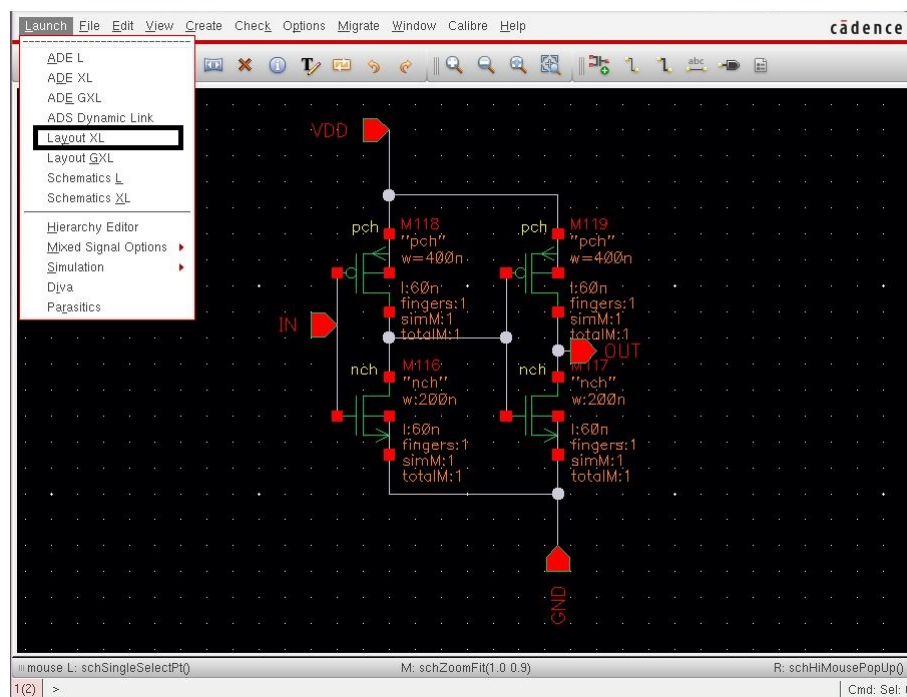 Launch File Edit View Create Check Options Migrate Window Calibre Help
cādence
ADE L
ADE XL
ADE GXL
ADS Dynamic Link
Layout XL
Layout GXL
Schematics L
Schematics XL
Hierarchy Editor
Mixed Signal Options
Simulation
Diva
Parasitics
abc
VDD
pch
M118
"pch"
w=400n
l:60n
fingers:1
simM:1
totalM:1
pch
M119
"pch"
w=400n
l:60n
fingers:1
simM:1
totalM:1
IN
OUT
nch
M116
"nch"
w:200n
l:60n
fingers:1
simM:1
totalM:1
nch
M117
"nch"
w:200n
l:60n
fingers:1
simM:1
totalM:1
GND
mouse L: schSingleSelectPt()
M: schZoomFit(1.0 0.9)
R: schHiMousePopUp()
1(2) >
Cmd: Sel: